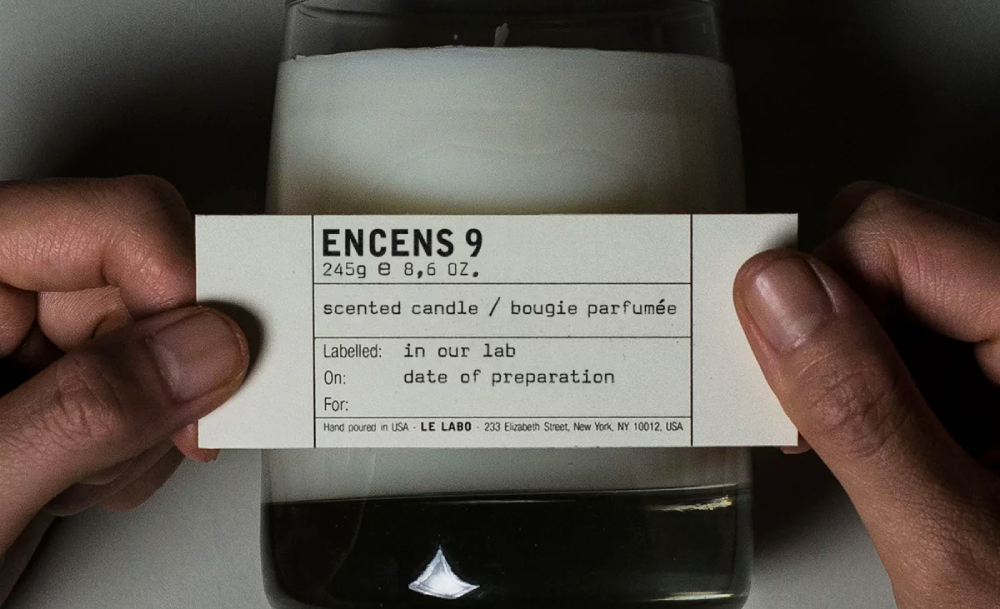 ENCENS 9
245g ℮ 8,6 OZ.
scented candle / bougie parfumée
Labelled: in our lab
On: date of preparation
For:
Hand poured in USA - LE LABO - 233 Elizabeth Street, New York, NY 10012, USA